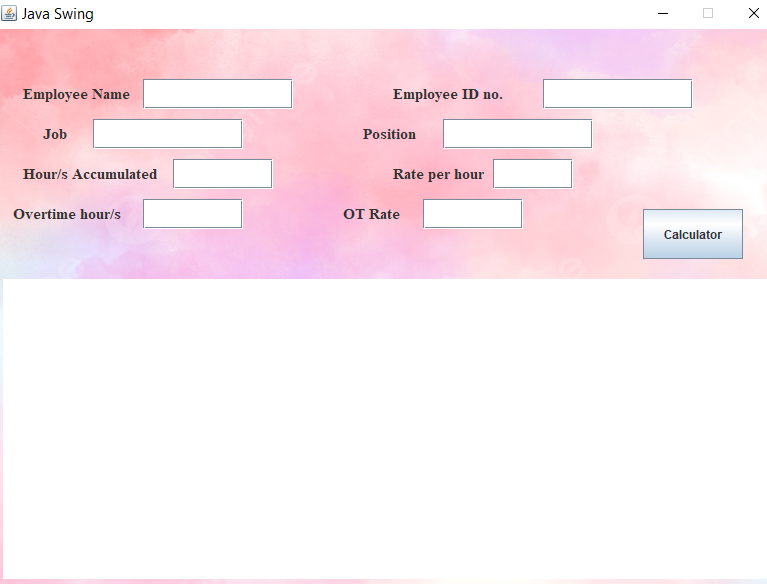 Java Swing
Employee Name Employee ID no.
Job Position
Hour/s Accumulated Rate per hour
Overtime hour/s OT Rate
Calculator